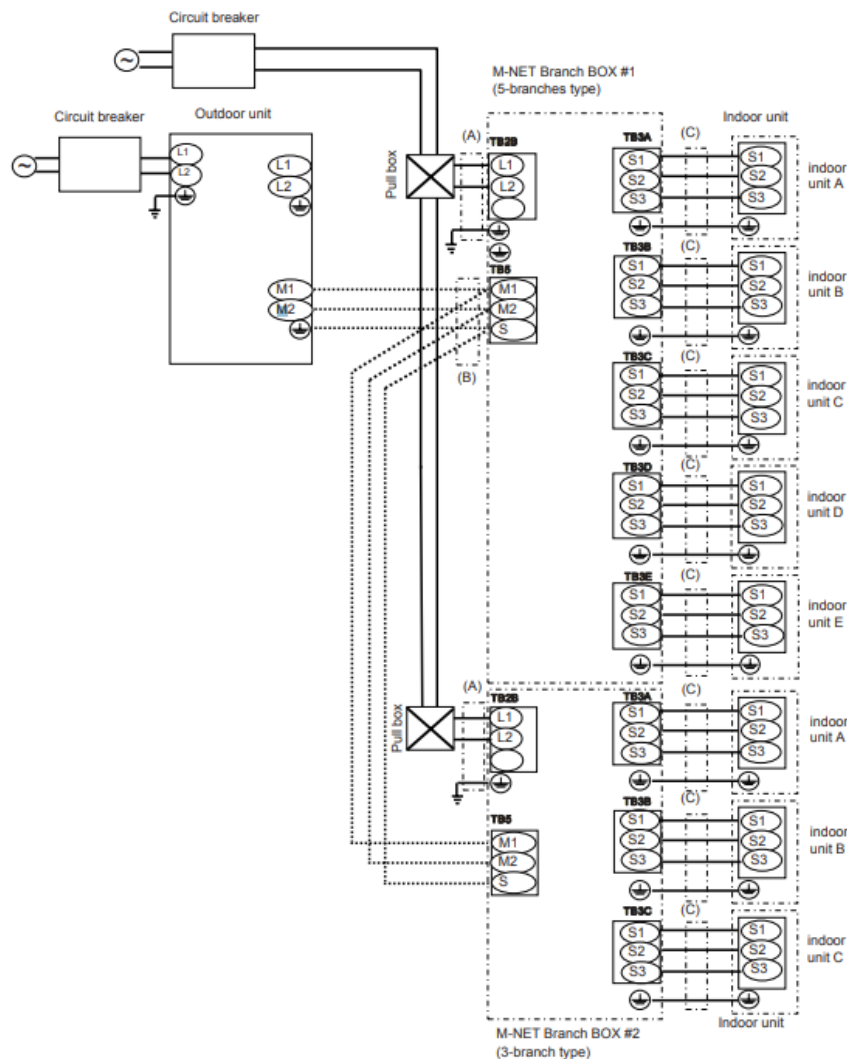 Circuit breaker
M-NET Branch BOX #1
(5-branches type)
Circuit breaker
Outdoor unit
Indoor unit
(A)
TB2B
TB3A
(C)
L1
L2
L1
L2
Pull box
L1
L2
S1
S2
S3
S1
S2
S3
indoor
unit A
TB3B
(C)
S1
S2
S3
S1
S2
S3
indoor
unit B
TB5
M1
M2
M1
M2
S
(B)
TB3C
(C)
S1
S2
S3
S1
S2
S3
indoor
unit C
TB3D
(C)
S1
S2
S3
S1
S2
S3
indoor
unit D
TB3E
(C)
S1
S2
S3
S1
S2
S3
indoor
unit E
(A)
TB2B
TB3A
(C)
Pull box
L1
L2
S1
S2
S3
S1
S2
S3
indoor
unit A
TB5
M1
M2
S
TB3B
(C)
S1
S2
S3
S1
S2
S3
indoor
unit B
TB3C
(C)
S1
S2
S3
S1
S2
S3
indoor
unit C
Indoor unit
M-NET Branch BOX #2
(3-branch type)